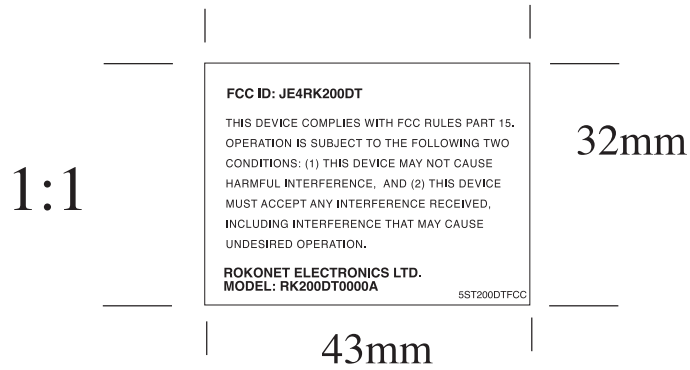 FCC ID: JE4RK200DT
THIS DEVICE COMPLIES WITH FCC RULES PART 15.
OPERATION IS SUBJECT TO THE FOLLOWING TWO
CONDITIONS: (1) THIS DEVICE MAY NOT CAUSE
HARMFUL INTERFERENCE, AND (2) THIS DEVICE
MUST ACCEPT ANY INTERFERENCE RECEIVED,
INCLUDING INTERFERENCE THAT MAY CAUSE
UNDESIRED OPERATION.
ROKONET ELECTRONICS LTD.
MODEL: RK200DT0000A
5ST200DTFCC
32mm
1:1
43mm